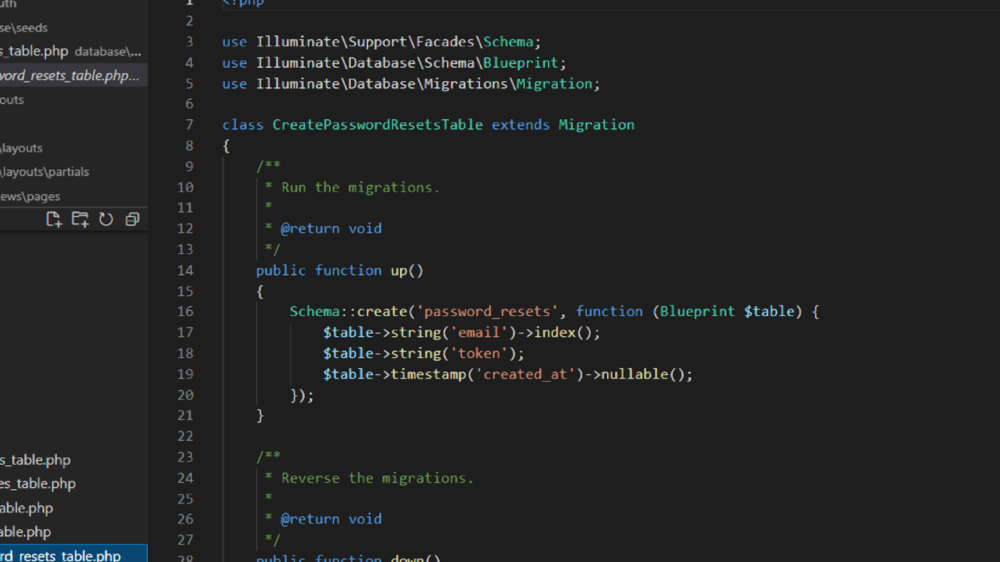 uth
se\seeds
s_table.php database\...
word_resets_table.php...
outs
\layouts
\layouts\partials
ews\pages
s_table.php
es_table.php
able.php
able.php
rd_resets_table.php
1 <?php
2
3 use Illuminate\Support\Facades\Schema;
4 use Illuminate\Database\Schema\Blueprint;
5 use Illuminate\Database\Migrations\Migration;
6
7 class CreatePasswordResetsTable extends Migration
8 {
9 /**
10 * Run the migrations.
11 *
12 * @return void
13 */
14 public function up()
15 {
16 Schema::create('password_resets', function (Blueprint $table) {
17 $table->string('email')->index();
18 $table->string('token');
19 $table->timestamp('created_at')->nullable();
20 });
21 }
22
23 /**
24 * Reverse the migrations.
25 *
26 * @return void
27 */
28 public function down()